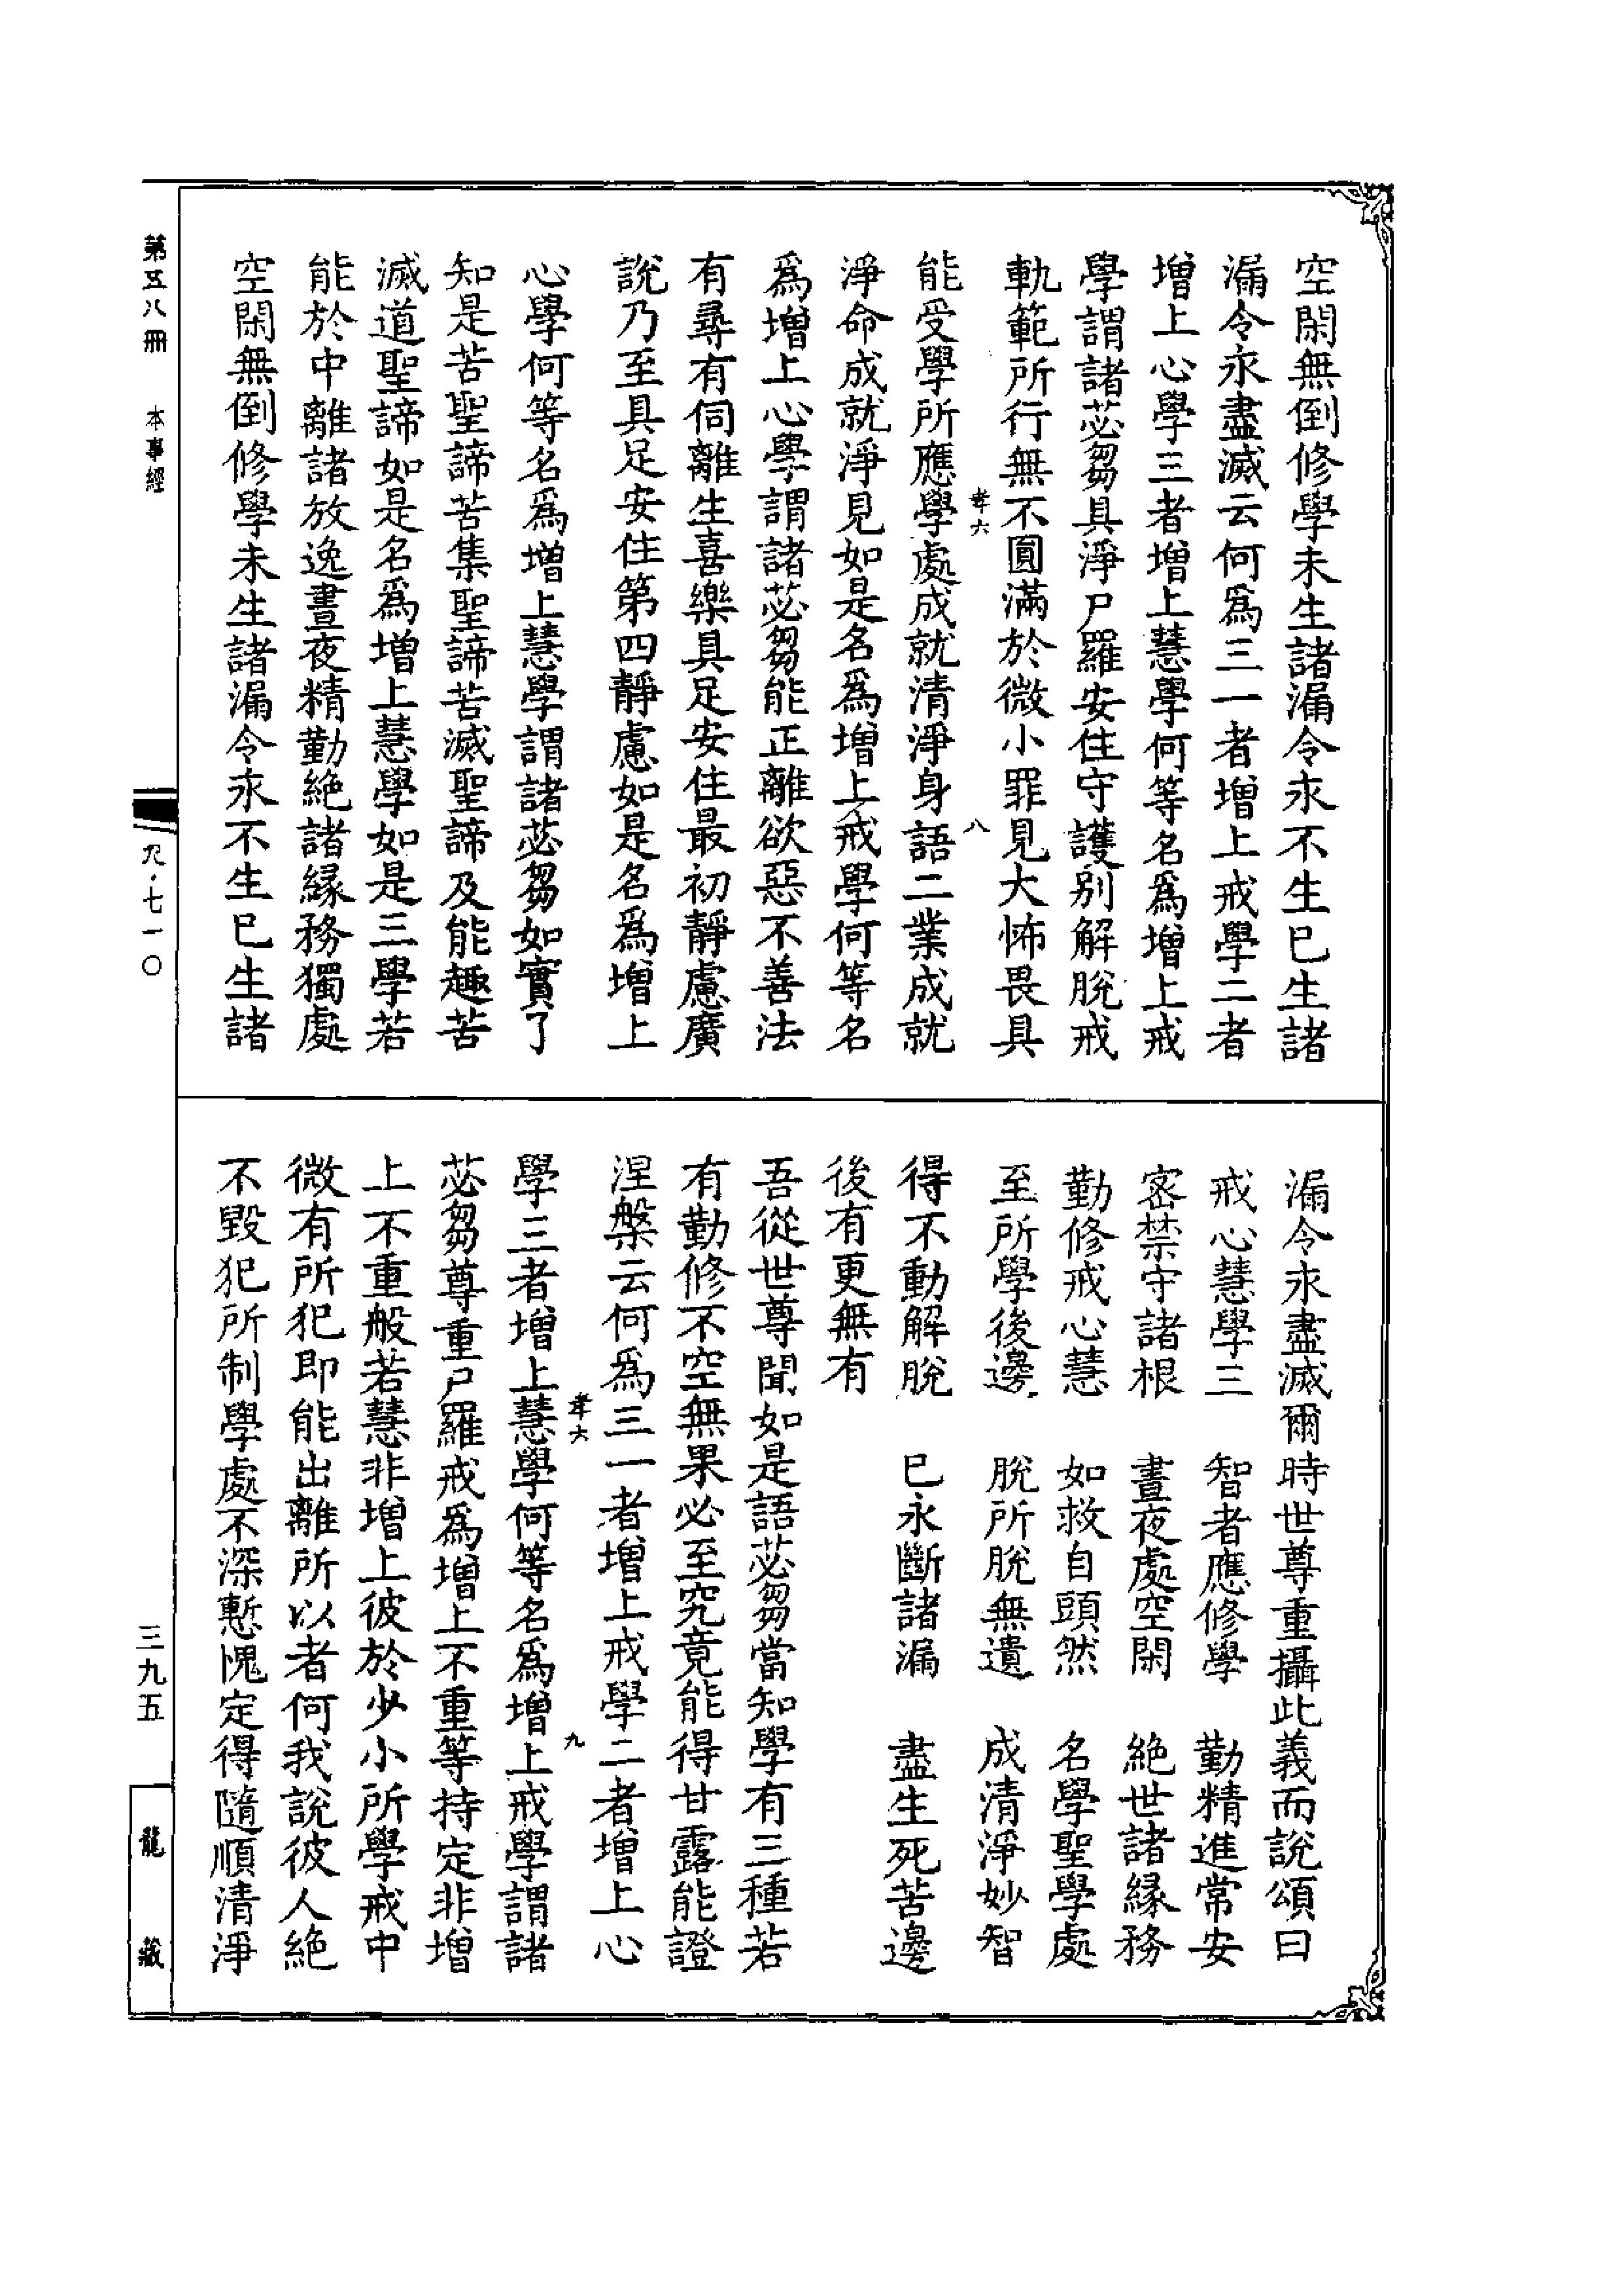 空閑無倒修學未生諸漏令永不生已生諸
漏令永盡滅云何爲三一者增上戒學二者
增上心學三者增上慧學何等名爲增上戒
學謂諸苾芻具淨尸羅安住守護别解脫戒
軌範所行無不圓滿於微小罪見大怖畏具
八
能受學所應學處成就清淨身語二業成就
淨命成就淨見如是名爲增上戒學何等名
爲增上心學謂諸苾芻能正離欲惡不善法
有尋有伺離生喜樂具足安住最初靜慮廣
說乃至具足安住第四靜慮如是名爲增上
心學何等名爲增上慧學謂諸苾芻如實了
知是苦聖諦苦集聖諦苦滅聖諦及能趣苦
滅道聖諦如是名爲增上慧學如是三學若
能於中離諸放逸晝夜精勤絶諸緣務獨處
空閑無倒修學未生諸漏令永不生已生諸
漏令永盡滅爾時世尊重攝此義而說頌曰
戒心慧學三 智者應修學 勤精進常安
密禁守諸根 晝夜處空閑 絶世諸緣務
勤修戒心慧 如救自頭然 名學聖學處
至所學後邊 脫所脫無遺 成清淨妙智
得不動解脫 已永斷諸漏 盡生死苦邊
後有更無有
吾從世尊聞如是語苾芻當知學有三種若
有勤修不空無果必至究竟能得甘露能證
涅槃云何爲三一者增上戒學二者增上心
九
學三者增上慧學何等名爲增上戒學謂諸
苾芻尊重尸羅戒爲增上不重等持定非增
上不重般若慧非增上彼於少小所學戒中
微有所犯即能出離所以者何我說彼人絶
不毀犯所制學處不深慙愧定得隨順清淨
第五八冊 本事經
七一〇
三九五
龍藏